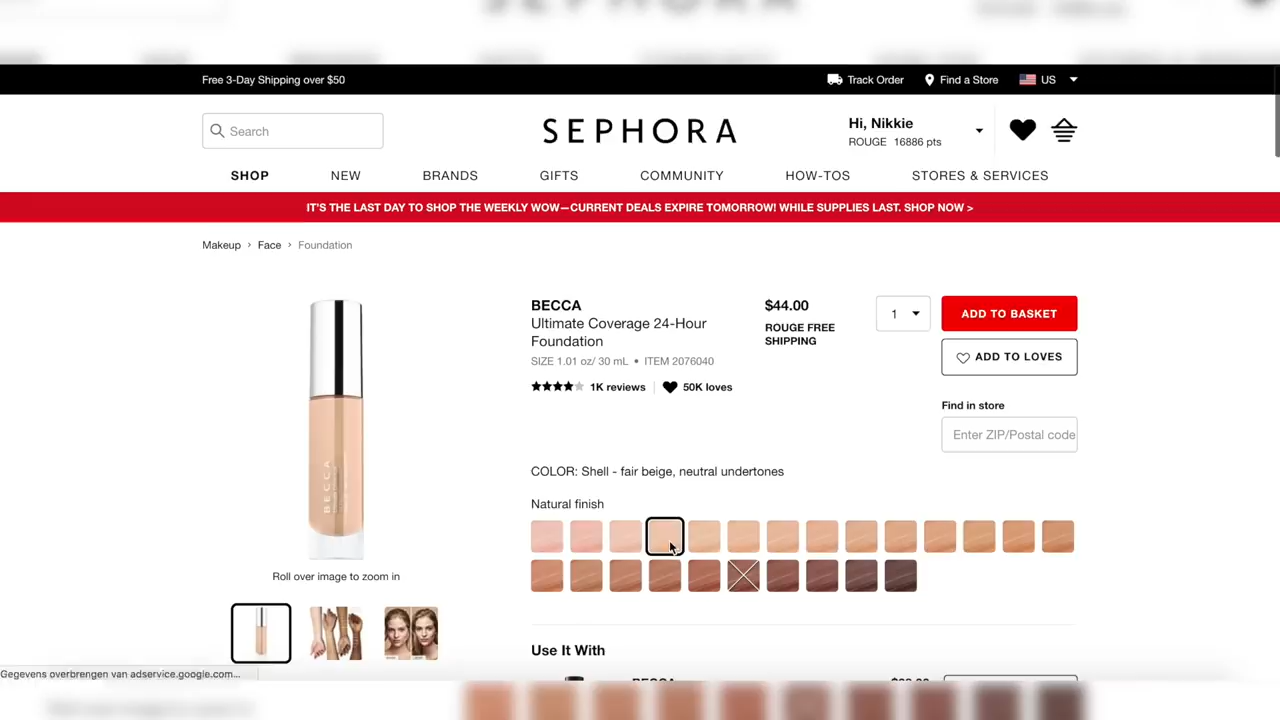 SEPHORA
Free 3-Day Shipping over $50
Track Order
Find a Store
US
Search
SEPHORA
Hi, Nikkie
ROUGE 16886 pts
SHOP
NEW
BRANDS
GIFTS
COMMUNITY
HOW-TOS
STORES & SERVICES
IT'S THE LAST DAY TO SHOP THE WEEKLY WOW—CURRENT DEALS EXPIRE TOMORROW! WHILE SUPPLIES LAST. SHOP NOW >
Makeup > Face > Foundation
BECCA
Ultimate Coverage 24-Hour
Foundation
SIZE 1.01 oz/ 30 mL • ITEM 2076040
1K reviews
50K loves
$44.00
ROUGE FREE
SHIPPING
1
ADD TO BASKET
ADD TO LOVES
Find in store
Enter ZIP/Postal code
BECCA
COLOR: Shell - fair beige, neutral undertones
Natural finish
Roll over image to zoom in
Use It With
Gegevens overbrengen van adservice.google.com...
BECCA